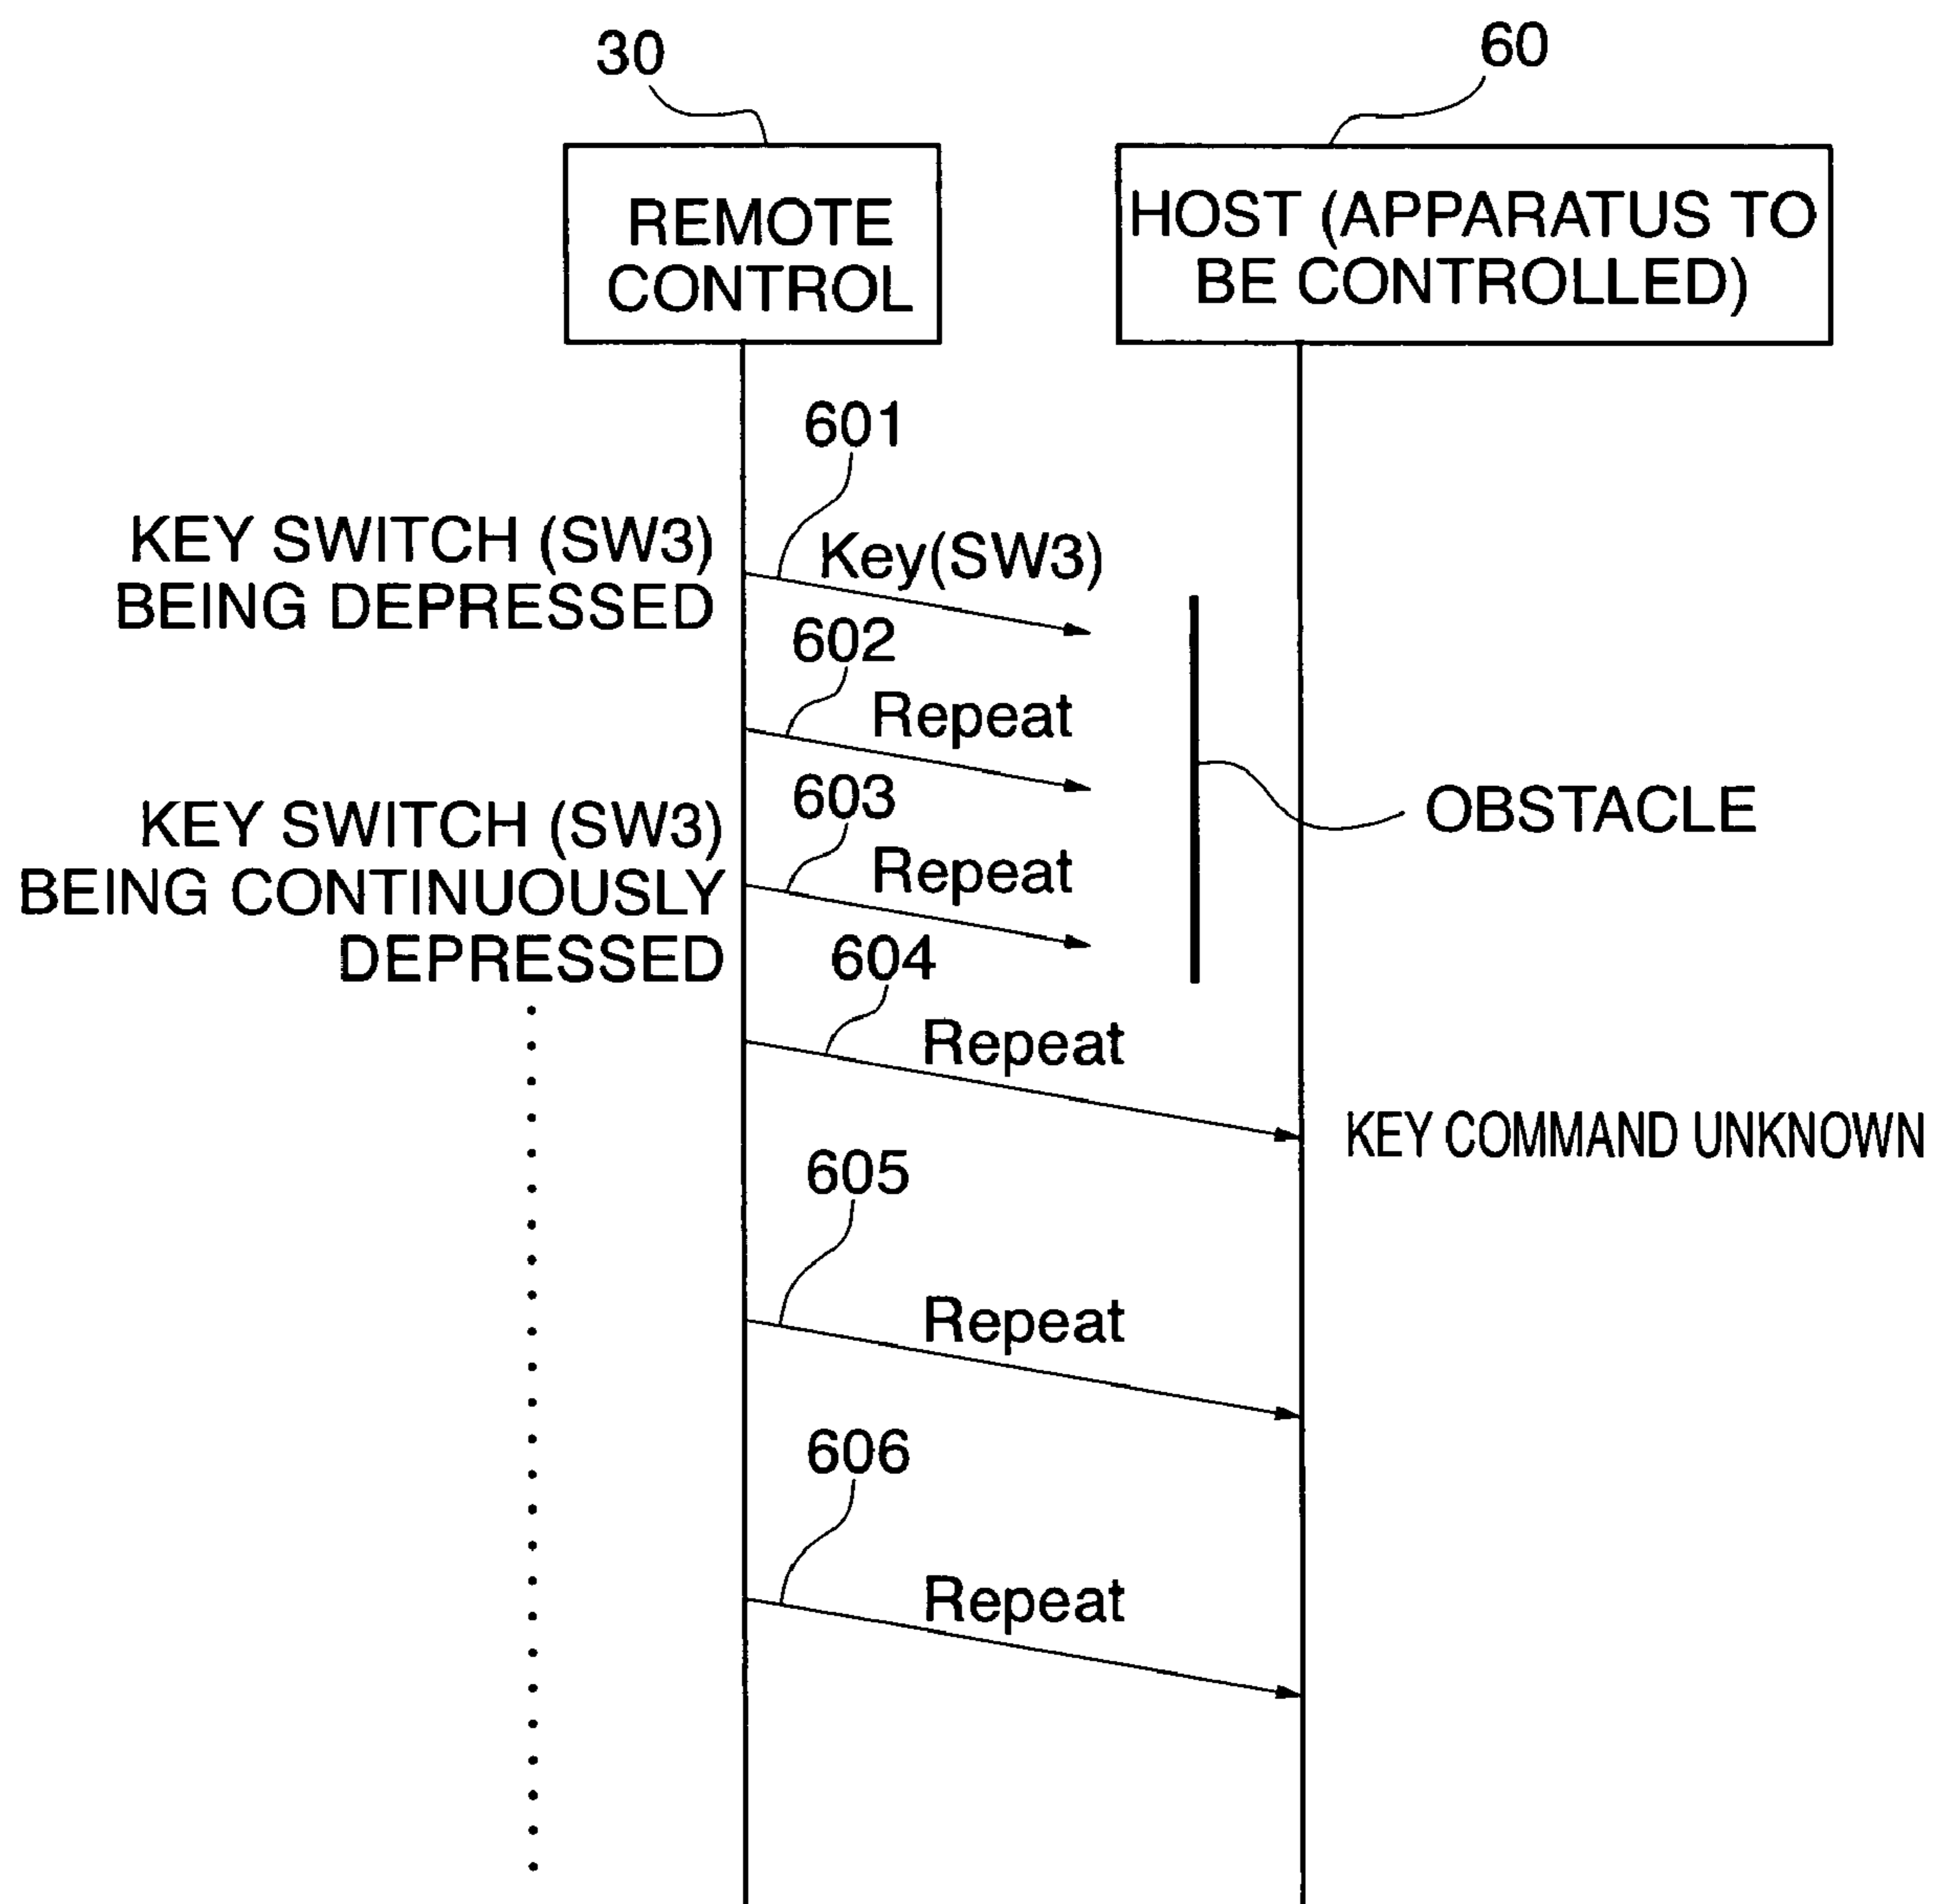 30
60
REMOTE
CONTROL
HOST (APPARATUS TO
BE CONTROLLED)
601
KEY SWITCH (SW3)
BEING DEPRESSED
Key(SW3)
602
Repeat
603
KEY SWITCH (SW3)
BEING CONTINUOUSLY
DEPRESSED
Repeat
OBSTACLE
604
Repeat
KEY COMMAND UNKNOWN
605
Repeat
606
Repeat